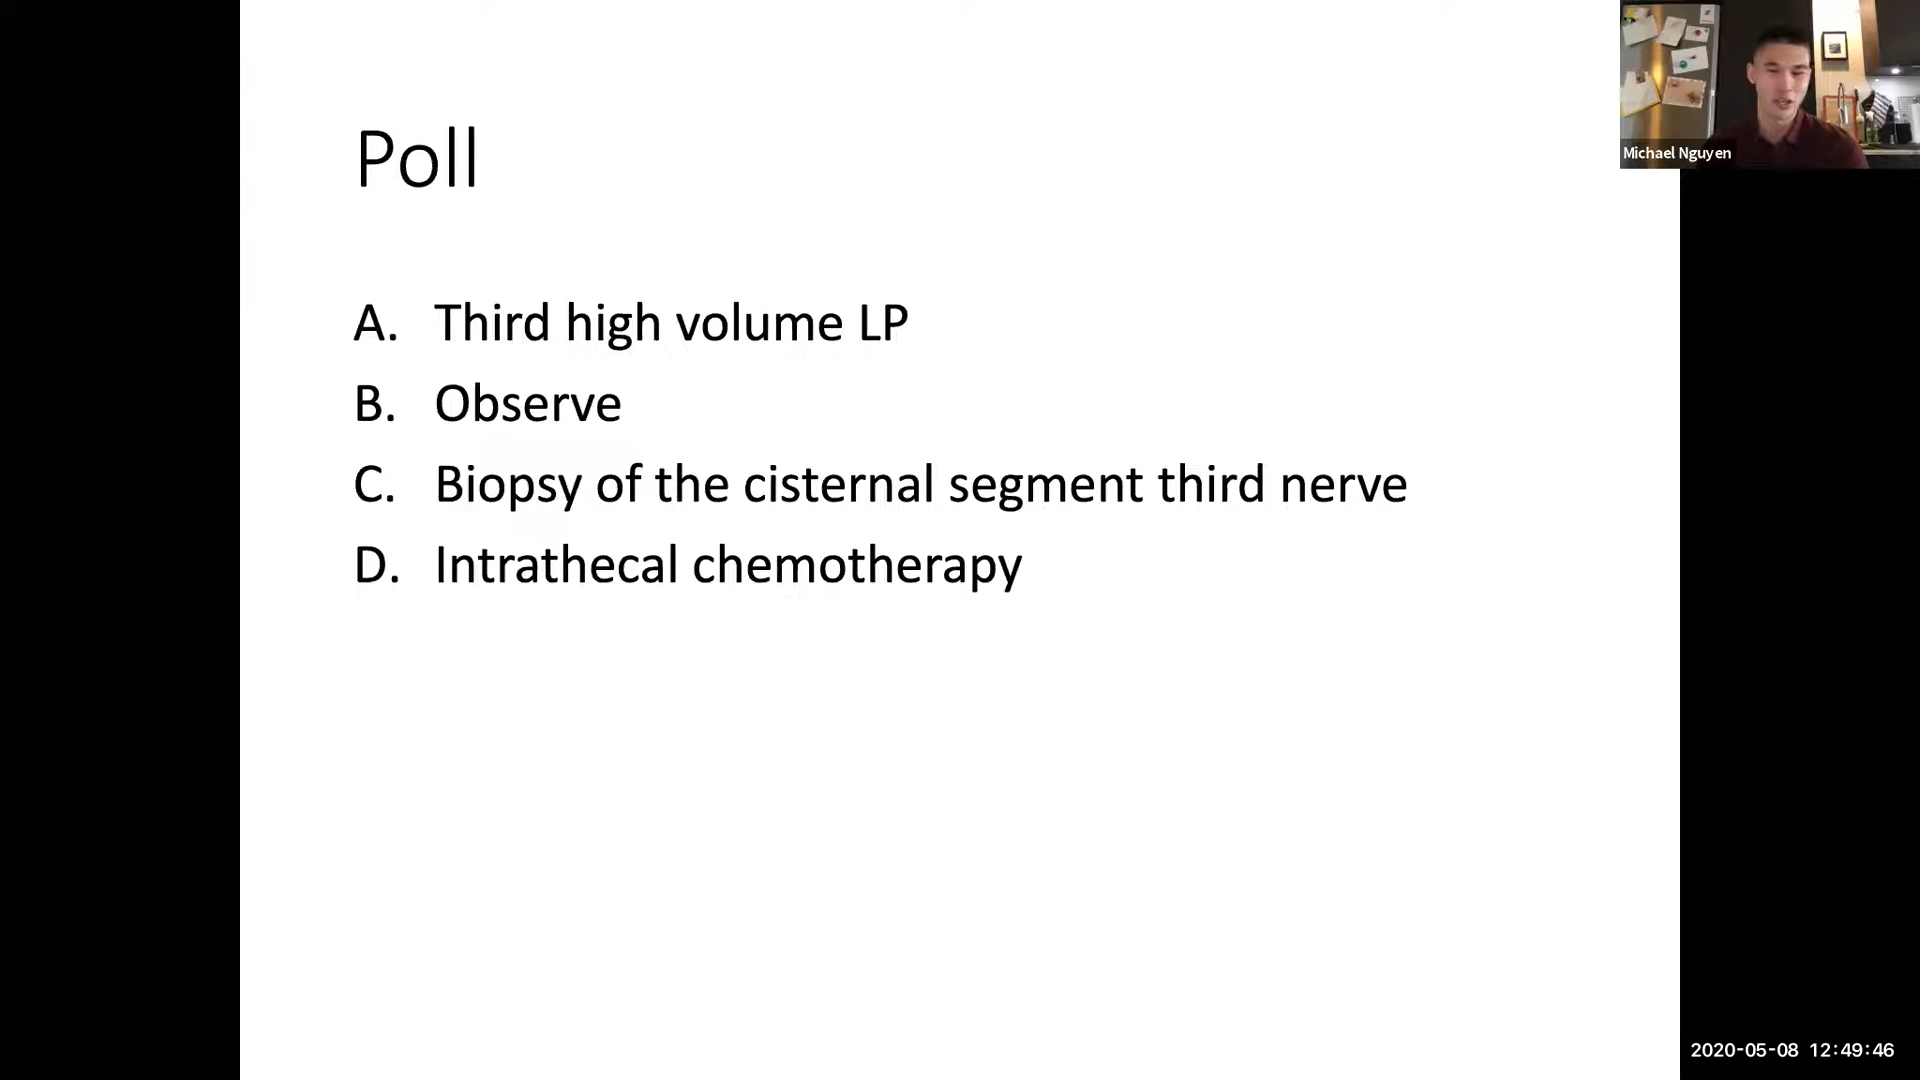 Poll
A. Third high volume LP
B. Observe
C. Biopsy of the cisternal segment third nerve
D. Intrathecal chemotherapy
Michael Nguyen
2020-05-08 12:49:46